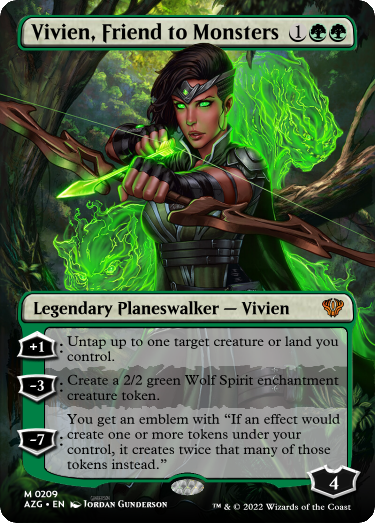 Vivien, Friend to Monsters 1
Legendary Planeswalker — Vivien
+1: Untap up to one target creature or land you
control.
-3: Create a 2/2 green Wolf Spirit enchantment
creature token.
You get an emblem with “If an effect would
create one or more tokens under your
-7: control, it creates twice that many of those
tokens instead.”
4
M 0209
AZG • EN JORDAN GUNDERSON
™ & © 2022 Wizards of the Coast